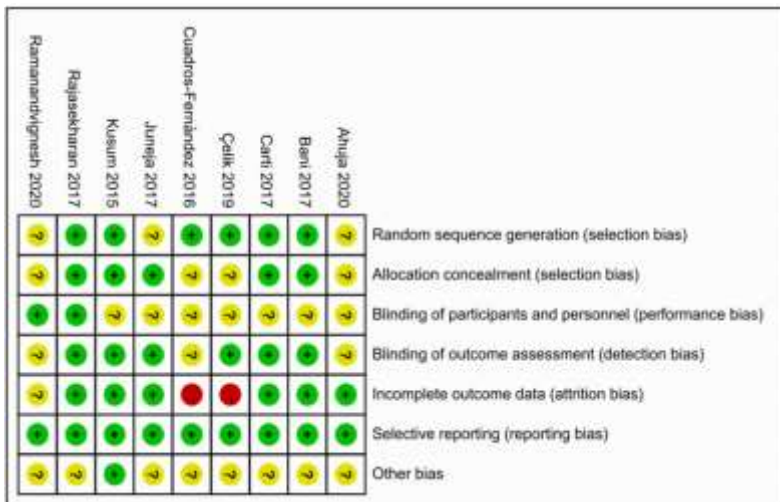 Ramanandvignesh 2020
Rajasekharan 2017
Kusum 2015
Juneja 2017
Cuadros-Fernández 2016
Çelik 2019
Carti 2017
Bani 2017
Ahuja 2020
? + + ? + + + + ? Random sequence generation (selection bias)
? + + + ? ? + + ? Allocation concealment (selection bias)
+ + ? ? ? ? ? ? ? Blinding of participants and personnel (performance bias)
? + + + ? + + + ? Blinding of outcome assessment (detection bias)
? + + + + + + Incomplete outcome data (attrition bias)
+ + + + + + + + + Selective reporting (reporting bias)
? ? + ? ? ? ? ? ? Other bias